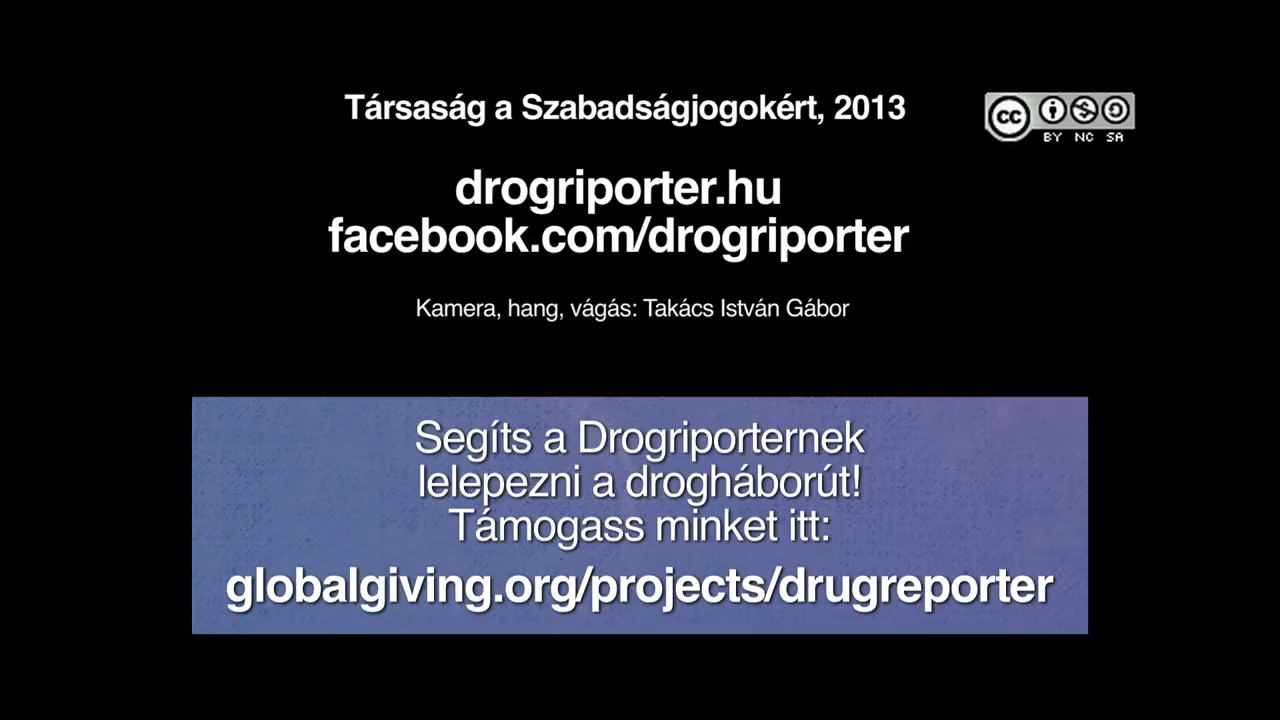 Társaság a Szabadságjogokért, 2013
cc BY NC SA
drogriporter.hu
facebook.com/drogriporter
Kamera, hang, vágás: Takács István Gábor
Segíts a Drogriporternek
lelepezni a drogháborút!
Támogass minket itt:
globalgiving.org/projects/drugreporter